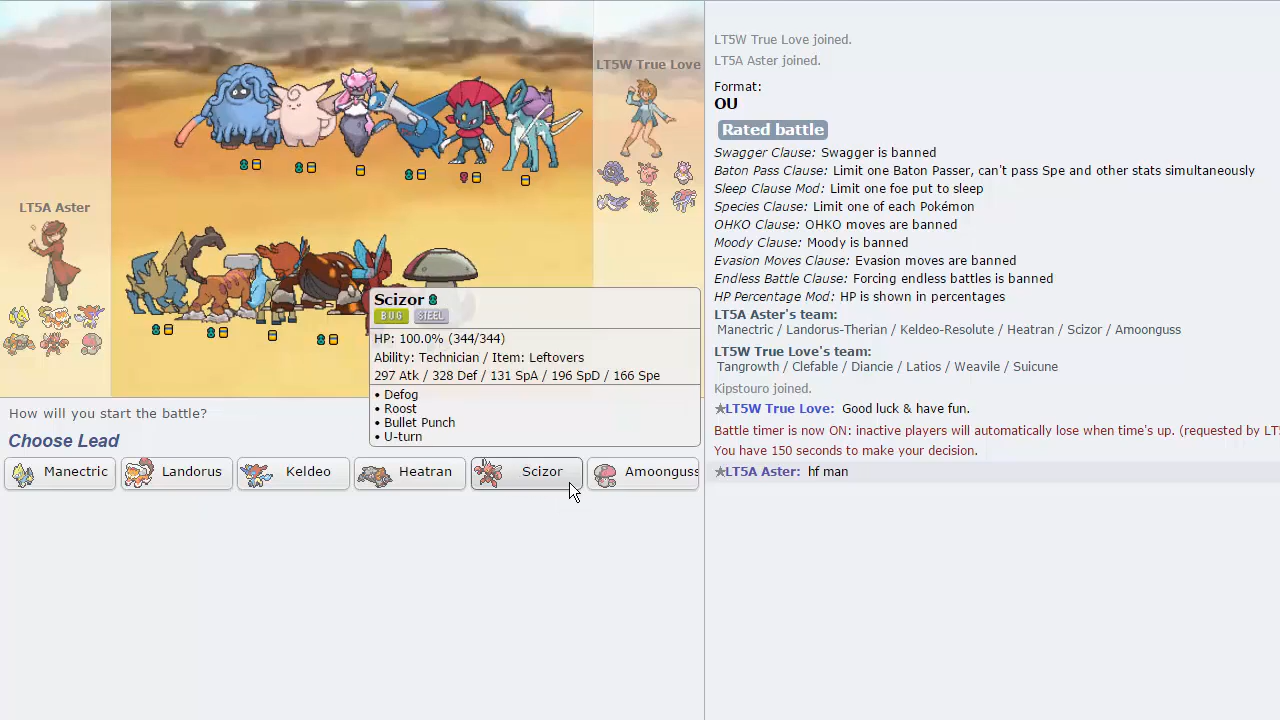 LT5W True Love
LT5A Aster
Scizor
BUG STEEL
HP: 100.0% (344/344)
Ability: Technician / Item: Leftovers
297 Atk / 328 Def / 131 SpA / 196 SpD / 166 Spe
• Defog
• Roost
• Bullet Punch
• U-turn
How will you start the battle?
Choose Lead
Manectric Landorus Keldeo Heatran Scizor Amoonguss
LT5W True Love joined.
LT5A Aster joined.
Format:
OU
Rated battle
Swagger Clause: Swagger is banned
Baton Pass Clause: Limit one Baton Passer, can't pass Spe and other stats simultaneously
Sleep Clause Mod: Limit one foe put to sleep
Species Clause: Limit one of each Pokémon
OHKO Clause: OHKO moves are banned
Moody Clause: Moody is banned
Evasion Moves Clause: Evasion moves are banned
Endless Battle Clause: Forcing endless battles is banned
HP Percentage Mod: HP is shown in percentages
LT5A Aster's team:
Manectric / Landorus-Therian / Keldeo-Resolute / Heatran / Scizor / Amoonguss
LT5W True Love's team:
Tangrowth / Clefable / Diancie / Latios / Weavile / Suicune
Kipstouro joined.
★LT5W True Love: Good luck & have fun.
Battle timer is now ON: inactive players will automatically lose when time's up. (requested by LT5
You have 150 seconds to make your decision.
★LT5A Aster: hf man